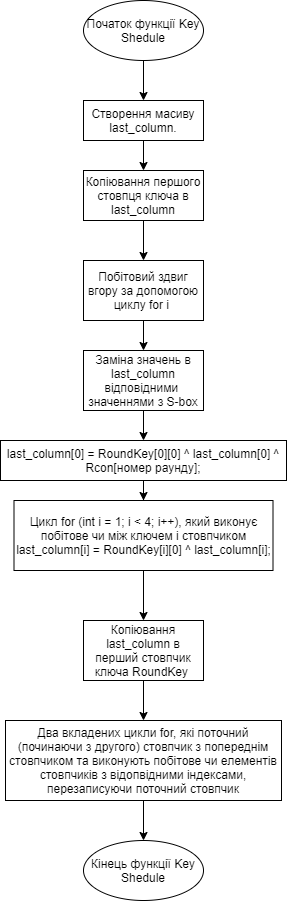 Початок функції Key
Shedule
Створення масиву
last_column.
Копіювання першого
стовпця ключа в
last_column
Побітовий здвиг
вгору за допомогою
циклу for i
Заміна значень в
last_column
відповідними
значеннями з S-box
last_column[0] = RoundKey[0][0] ^ last_column[0] ^
Rcon[номер раунду];
Цикл for (int i = 1; i < 4; i++), який виконує
побітове чи між ключем і стовпчиком
last_column[i] = RoundKey[i][0] ^ last_column[i];
Копіювання
last_column в
перший стовпчик
ключа RoundKey
Два вкладених цикли for, які поточний
(починаючи з другого) стовпчик з попереднім
стовпчиком та виконують побітове чи елементів
стовпчиків з відопвідними індексами,
перезаписуючи поточний стовпчик
Кінець функції Key
Shedule